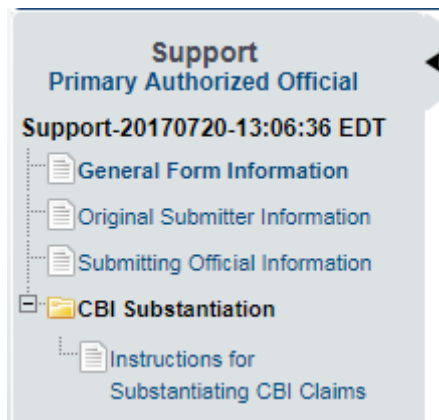 Support
Primary Authorized Official
Support-20170720-13:06:36 EDT
General Form Information
Original Submitter Information
Submitting Official Information
CBI Substantiation
Instructions for
Substantiating CBI Claims